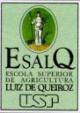 ESALQ
ESCOLA SUPERIOR
DE AGRICULTURA
LUIZ DE QUEIROZ
USP